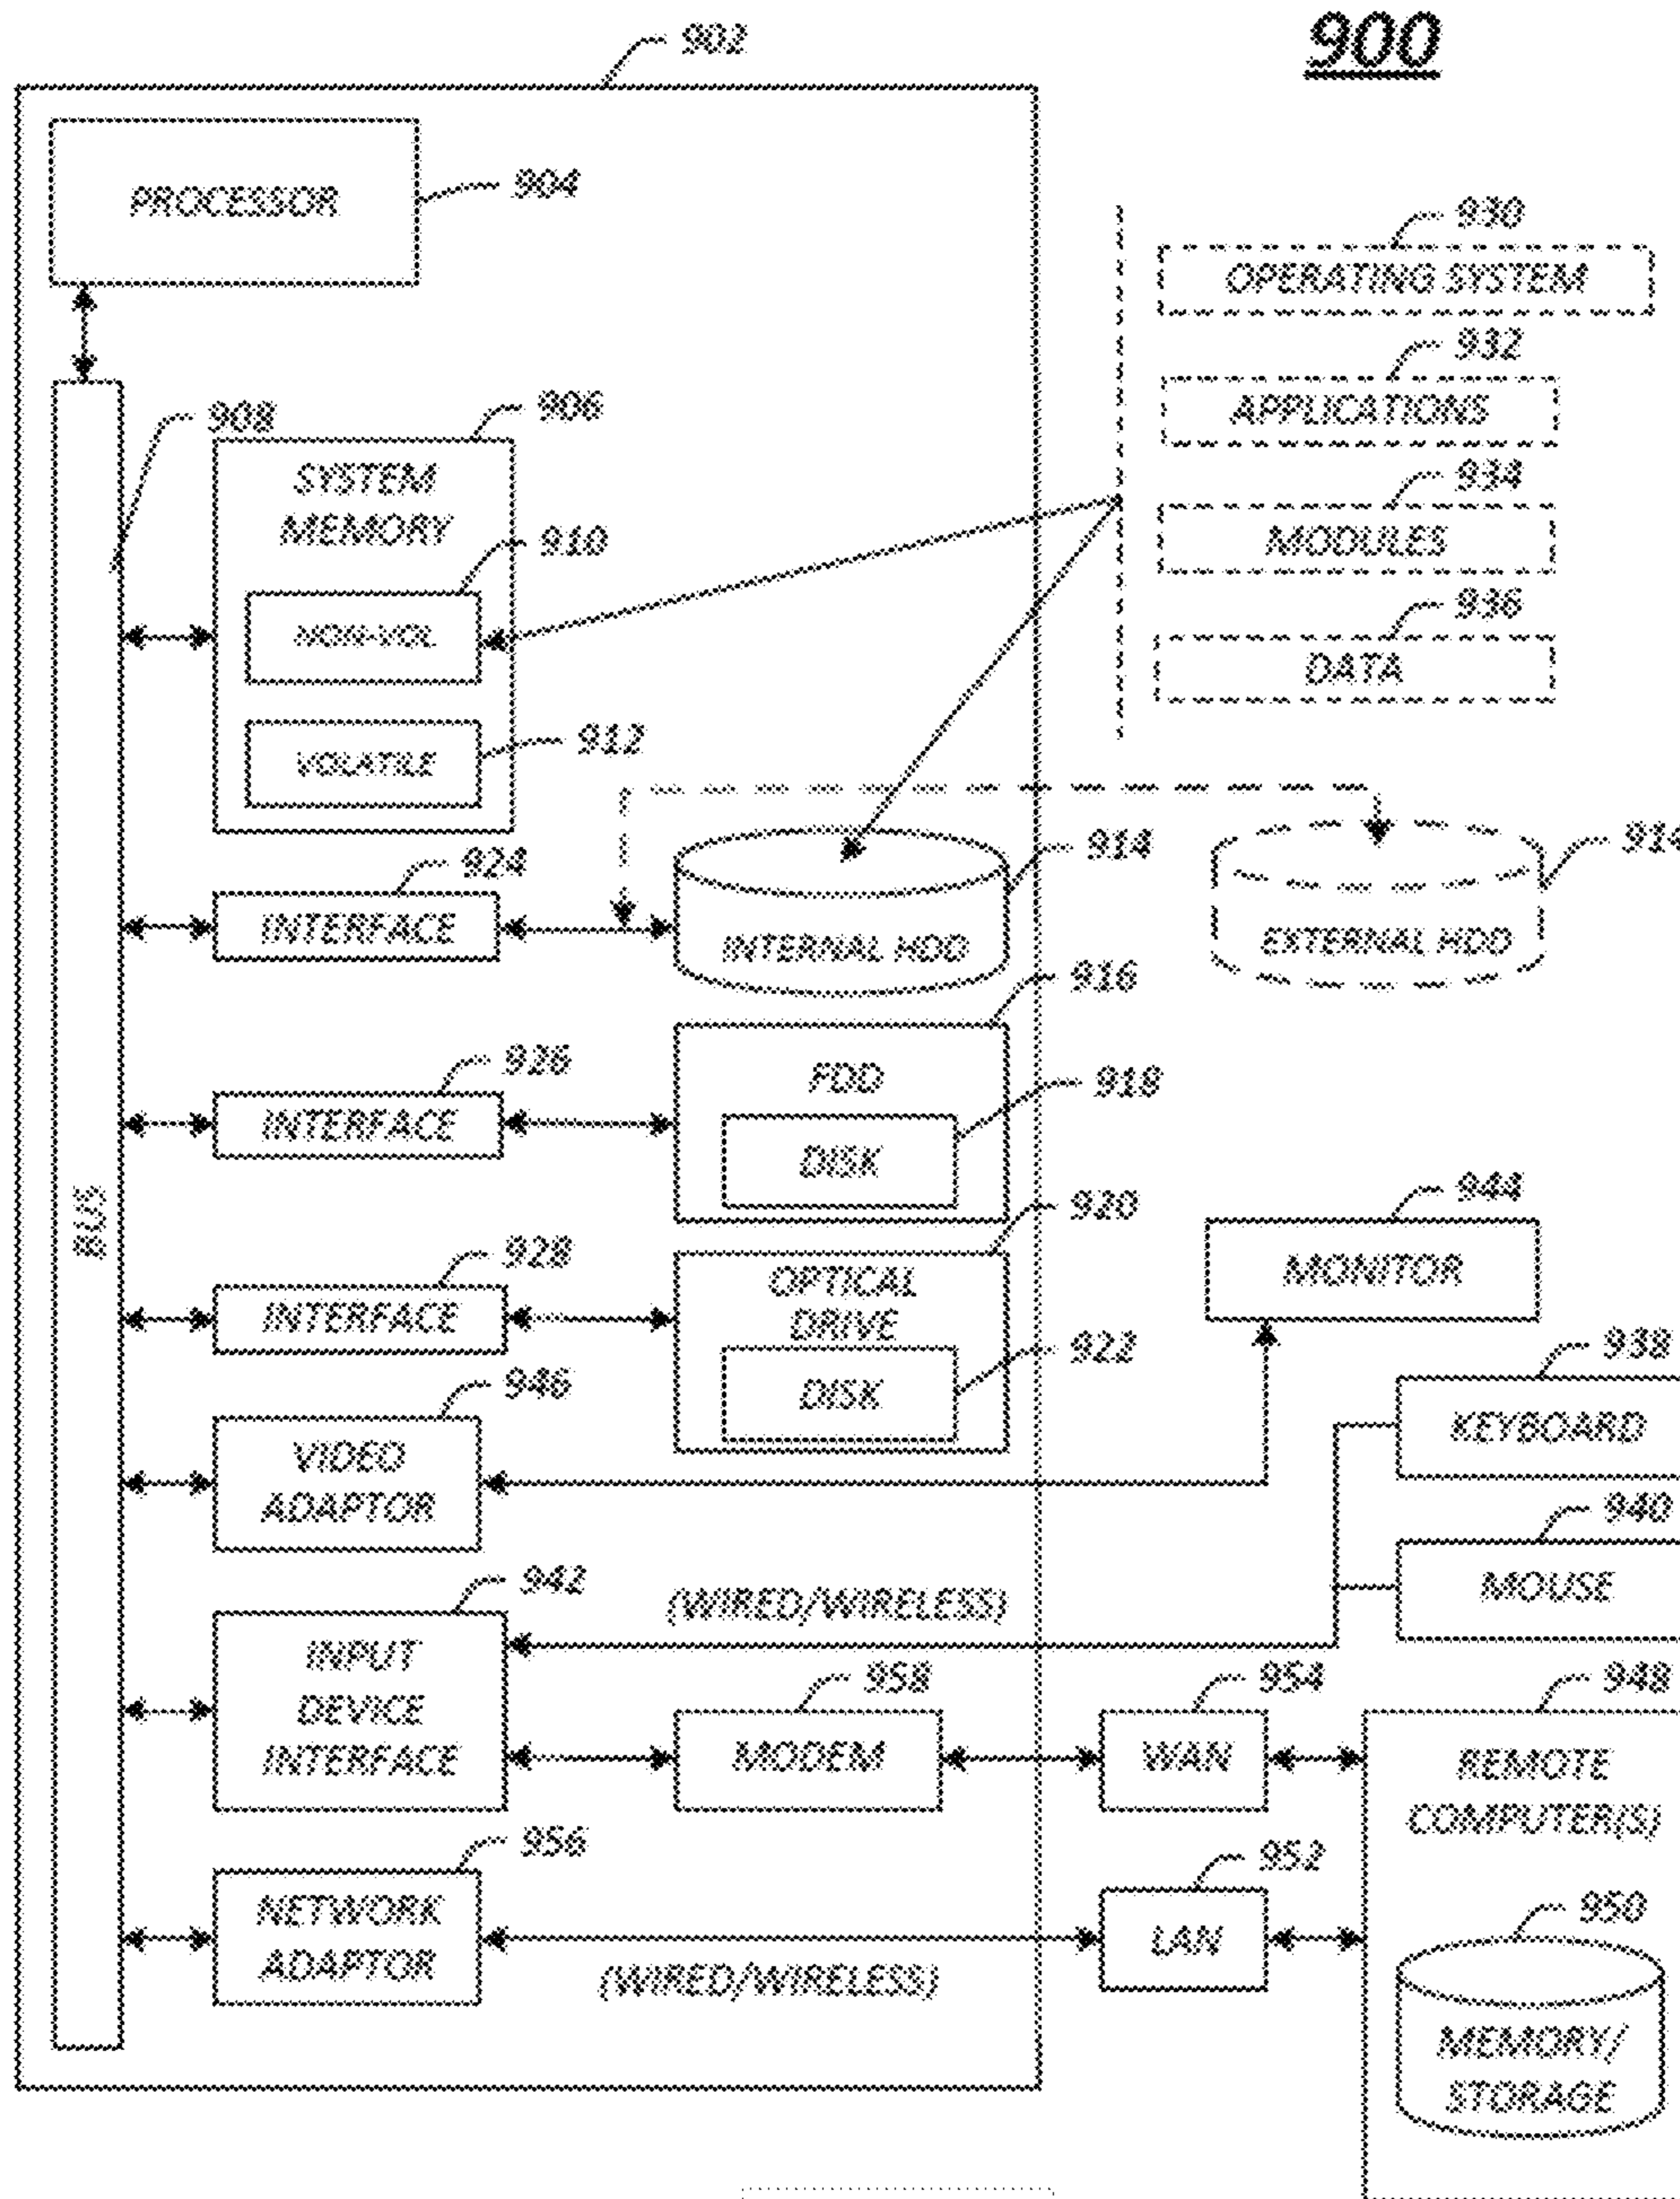 900
902
PROCESSOR
904
930
OPERATING SYSTEM
932
APPLICATIONS
934
MODULES
936
DATA
908
906
SYSTEM
MEMORY
910
NON-VOL
912
VOLATILE
924
INTERFACE
914
INTERNAL HDD
914
EXTERNAL HDD
916
926
INTERFACE
FDD
918
DISK
BUS
920
944
MONITOR
928
INTERFACE
OPTICAL
DRIVE
922
DISK
938
KEYBOARD
946
VIDEO
ADAPTOR
940
MOUSE
942
(WIRED/WIRELESS)
INPUT
DEVICE
INTERFACE
958
MODEM
954
WAN
948
REMOTE
COMPUTER(S)
956
NETWORK
ADAPTOR
(WIRED/WIRELESS)
952
LAN
950
MEMORY/
STORAGE